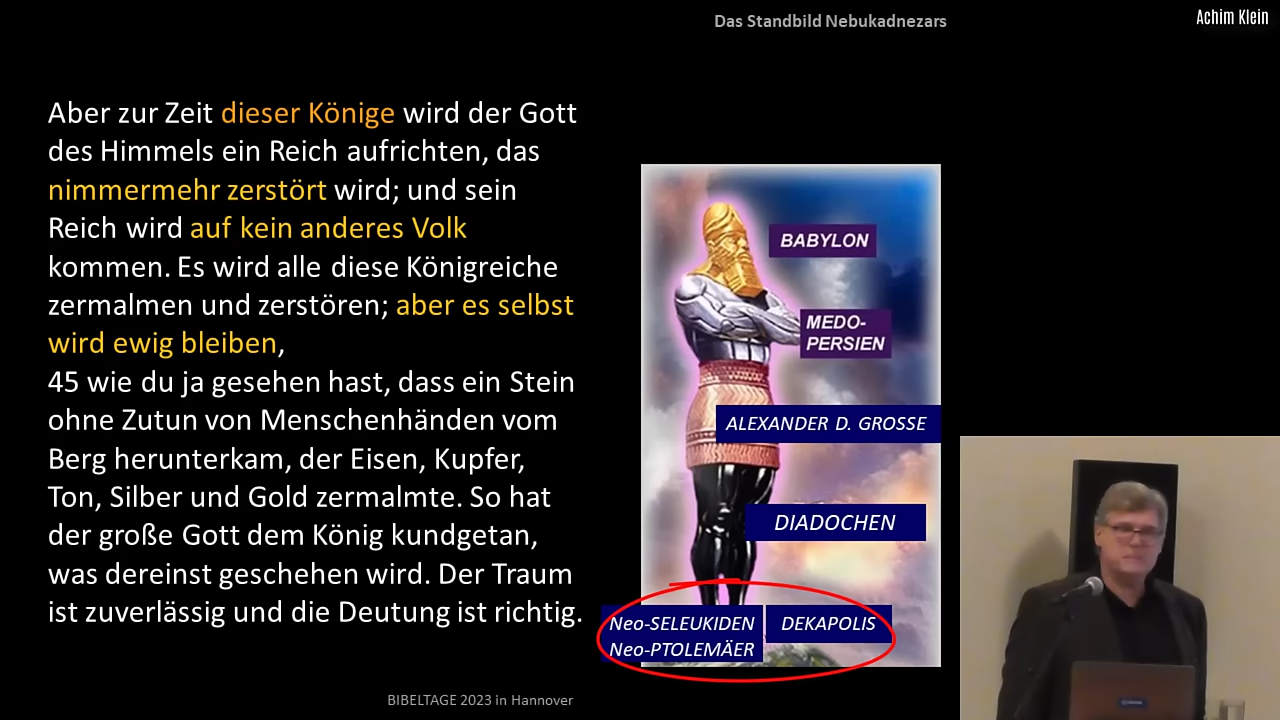 Das Standbild Nebukadnezars
Achim Klein
Aber zur Zeit dieser Könige wird der Gott
des Himmels ein Reich aufrichten, das
nimmermehr zerstört wird; und sein
Reich wird auf kein anderes Volk
kommen. Es wird alle diese Königreiche
zermalmen und zerstören; aber es selbst
wird ewig bleiben,
45 wie du ja gesehen hast, dass ein Stein
ohne Zutun von Menschenhänden vom
Berg herunterkam, der Eisen, Kupfer,
Ton, Silber und Gold zermalmte. So hat
der große Gott dem König kundgetan,
was dereinst geschehen wird. Der Traum
ist zuverlässig und die Deutung ist richtig.
BABYLON
MEDO-
PERSIEN
ALEXANDER D. GROSSE
DIADOCHEN
Neo-SELEUKIDEN
Neo-PTOLEMÄER
DEKAPOLIS
BIBELTAGE 2023 in Hannover